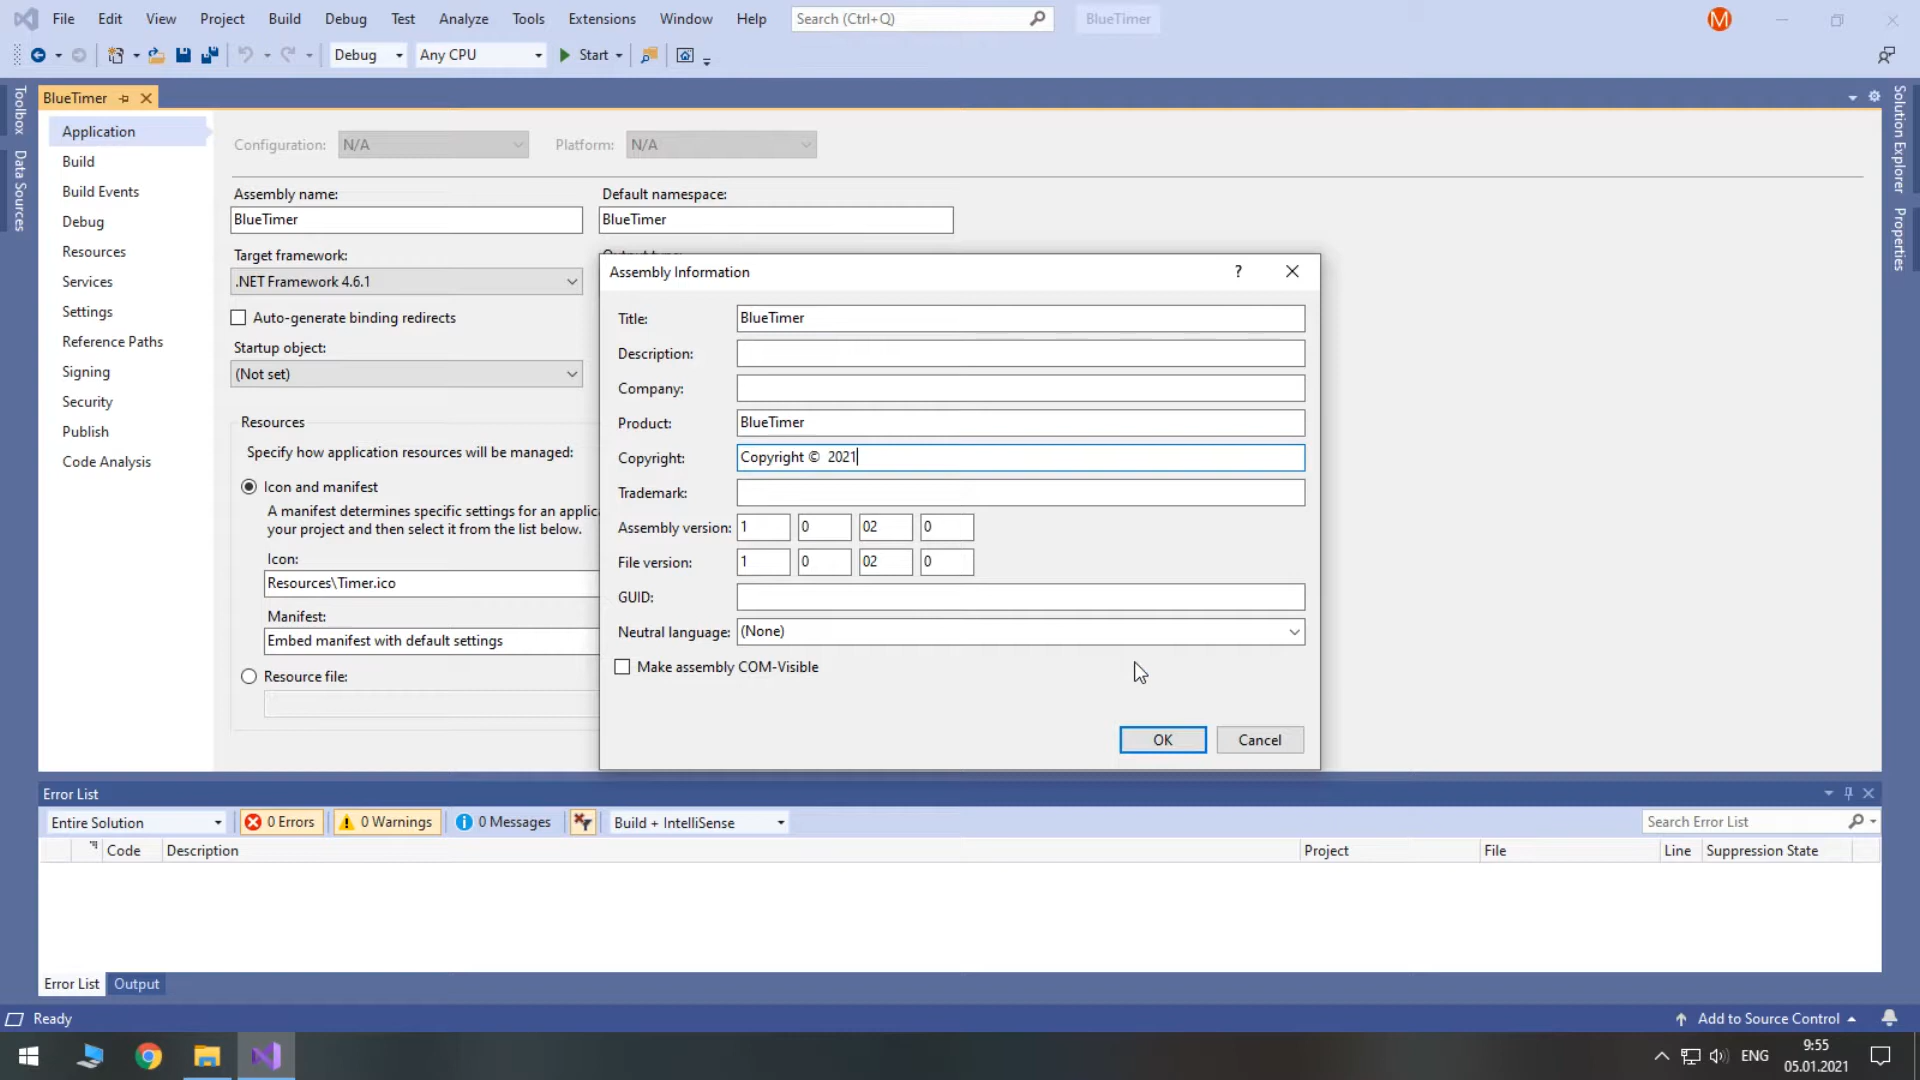 File Edit View Project Build Debug Test Analyze Tools Extensions Window Help Search (Ctrl+Q) BlueTimer M
Debug Any CPU Start
Toolbox
Data Sources
BlueTimer
Solution Explorer
Properties
Application
Build
Build Events
Debug
Resources
Services
Settings
Reference Paths
Signing
Security
Publish
Code Analysis
Configuration: N/A Platform: N/A
Assembly name: Default namespace:
BlueTimer BlueTimer
Target framework:
.NET Framework 4.6.1
Auto-generate binding redirects
Startup object:
(Not set)
Resources
Specify how application resources will be managed:
Icon and manifest
A manifest determines specific settings for an applic
your project and then select it from the list below.
Icon:
Resources\Timer.ico
Manifest:
Embed manifest with default settings
Resource file:
Assembly Information ?
Title: BlueTimer
Description:
Company:
Product: BlueTimer
Copyright: Copyright ©  2021
Trademark:
Assembly version: 1 0 02 0
File version: 1 0 02 0
GUID:
Neutral language: (None)
Make assembly COM-Visible
OK Cancel
Error List
Entire Solution 0 Errors 0 Warnings 0 Messages Build + IntelliSense Search Error List
Code Description Project File Line Suppression State
Error List Output
Ready Add to Source Control
ENG 9:55
05.01.2021